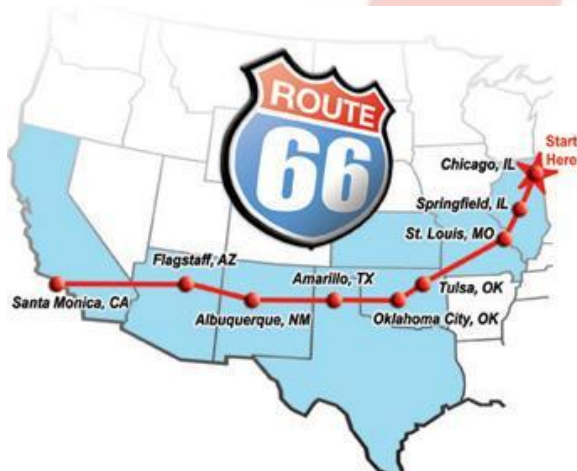 ROUTE
66
Start
Here
Chicago, IL
Springfield, IL
St. Louis, MO
Tulsa, OK
Oklahoma City, OK
Amarillo, TX
Albuquerque, NM
Flagstaff, AZ
Santa Monica, CA